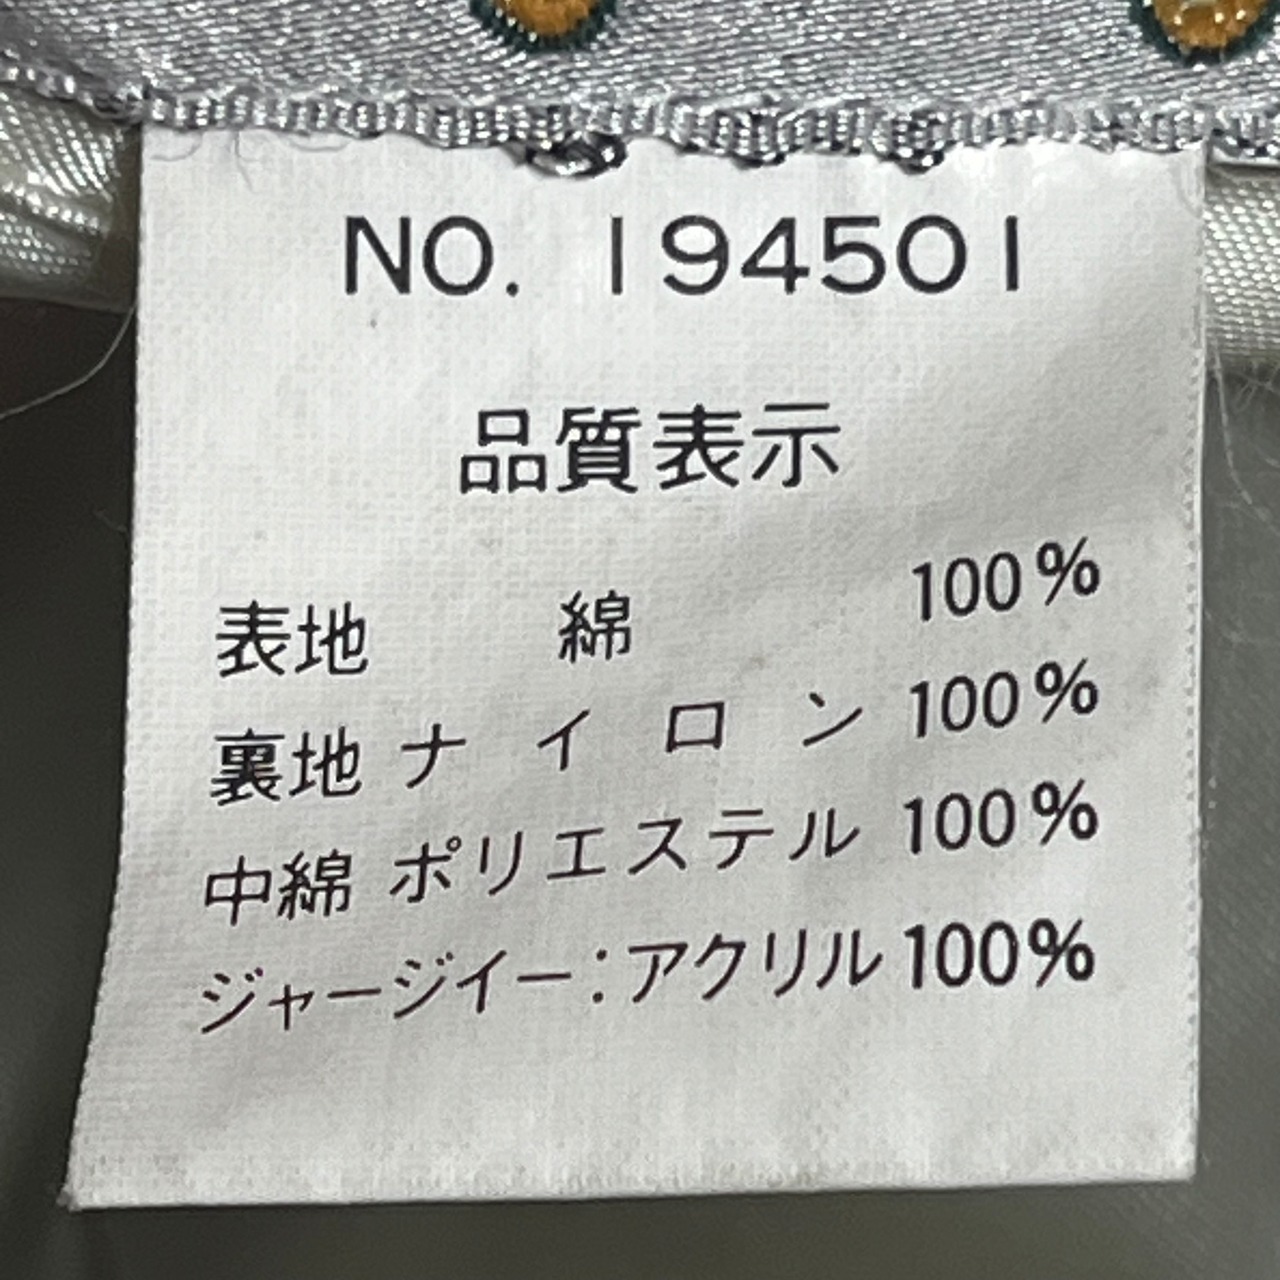 NO. 194501
品質表示
表地 綿 100%
裏地 ナイロン 100%
中綿 ポリエステル 100%
ジャージイー:アクリル 100%